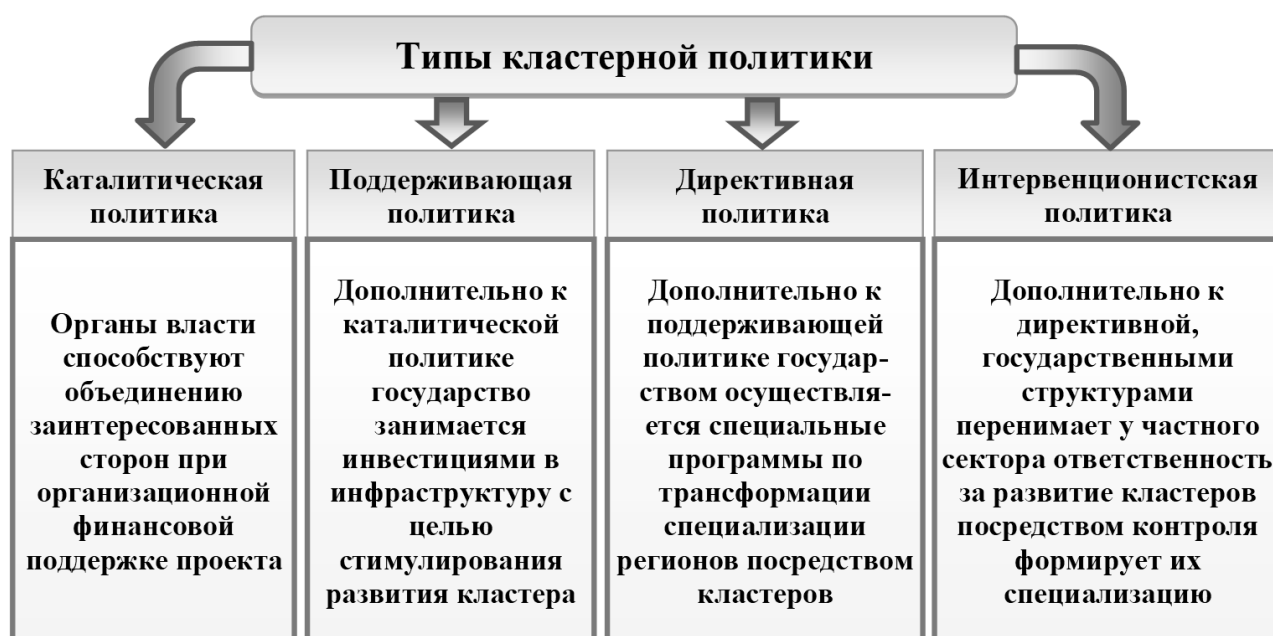 Типы кластерной политики
Каталитическая
политика
Органы власти
способствуют
объединению
заинтересованных
сторон при
организационной
финансовой
поддержке проекта
Поддерживающая
политика
Дополнительно к
каталитической
политике
государство
занимается
инвестициями в
инфраструктуру с
целью
стимулирования
развития кластера
Директивная
политика
Дополнительно к
поддерживающей
политике государ-
ством осуществля-
ется специальные
программы по
трансформации
специализации
регионов посредством
кластеров
Интервенционистская
политика
Дополнительно к
директивной,
государственными
структурами
перенимает у частного
сектора ответственность
за развитие кластеров
посредством контроля
формирует их
специализацию